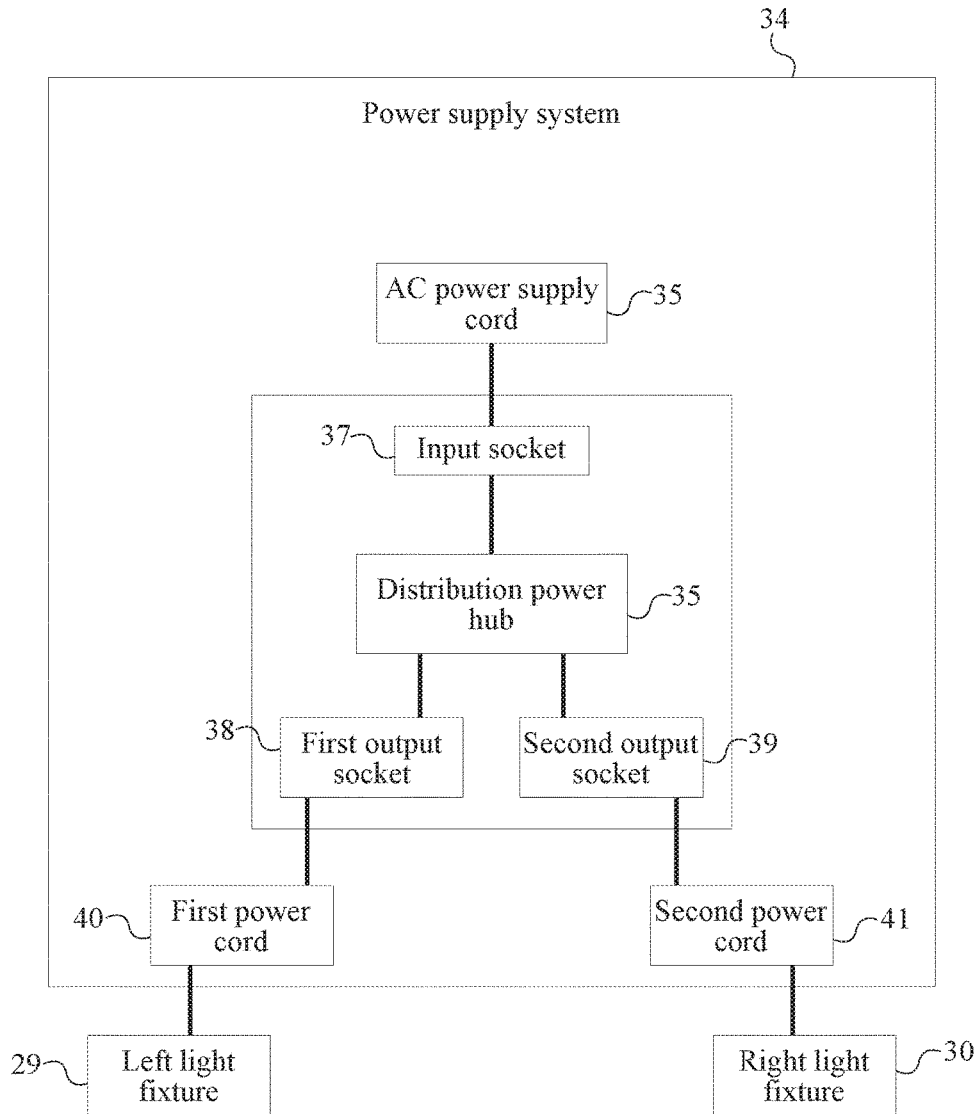 34
Power supply system
AC power supply
cord
35
37
Input socket
Distribution power
hub
35
38
First output
socket
Second output
socket
39
40
First power
cord
Second power
cord
41
29
Left light
fixture
Right light
fixture
30